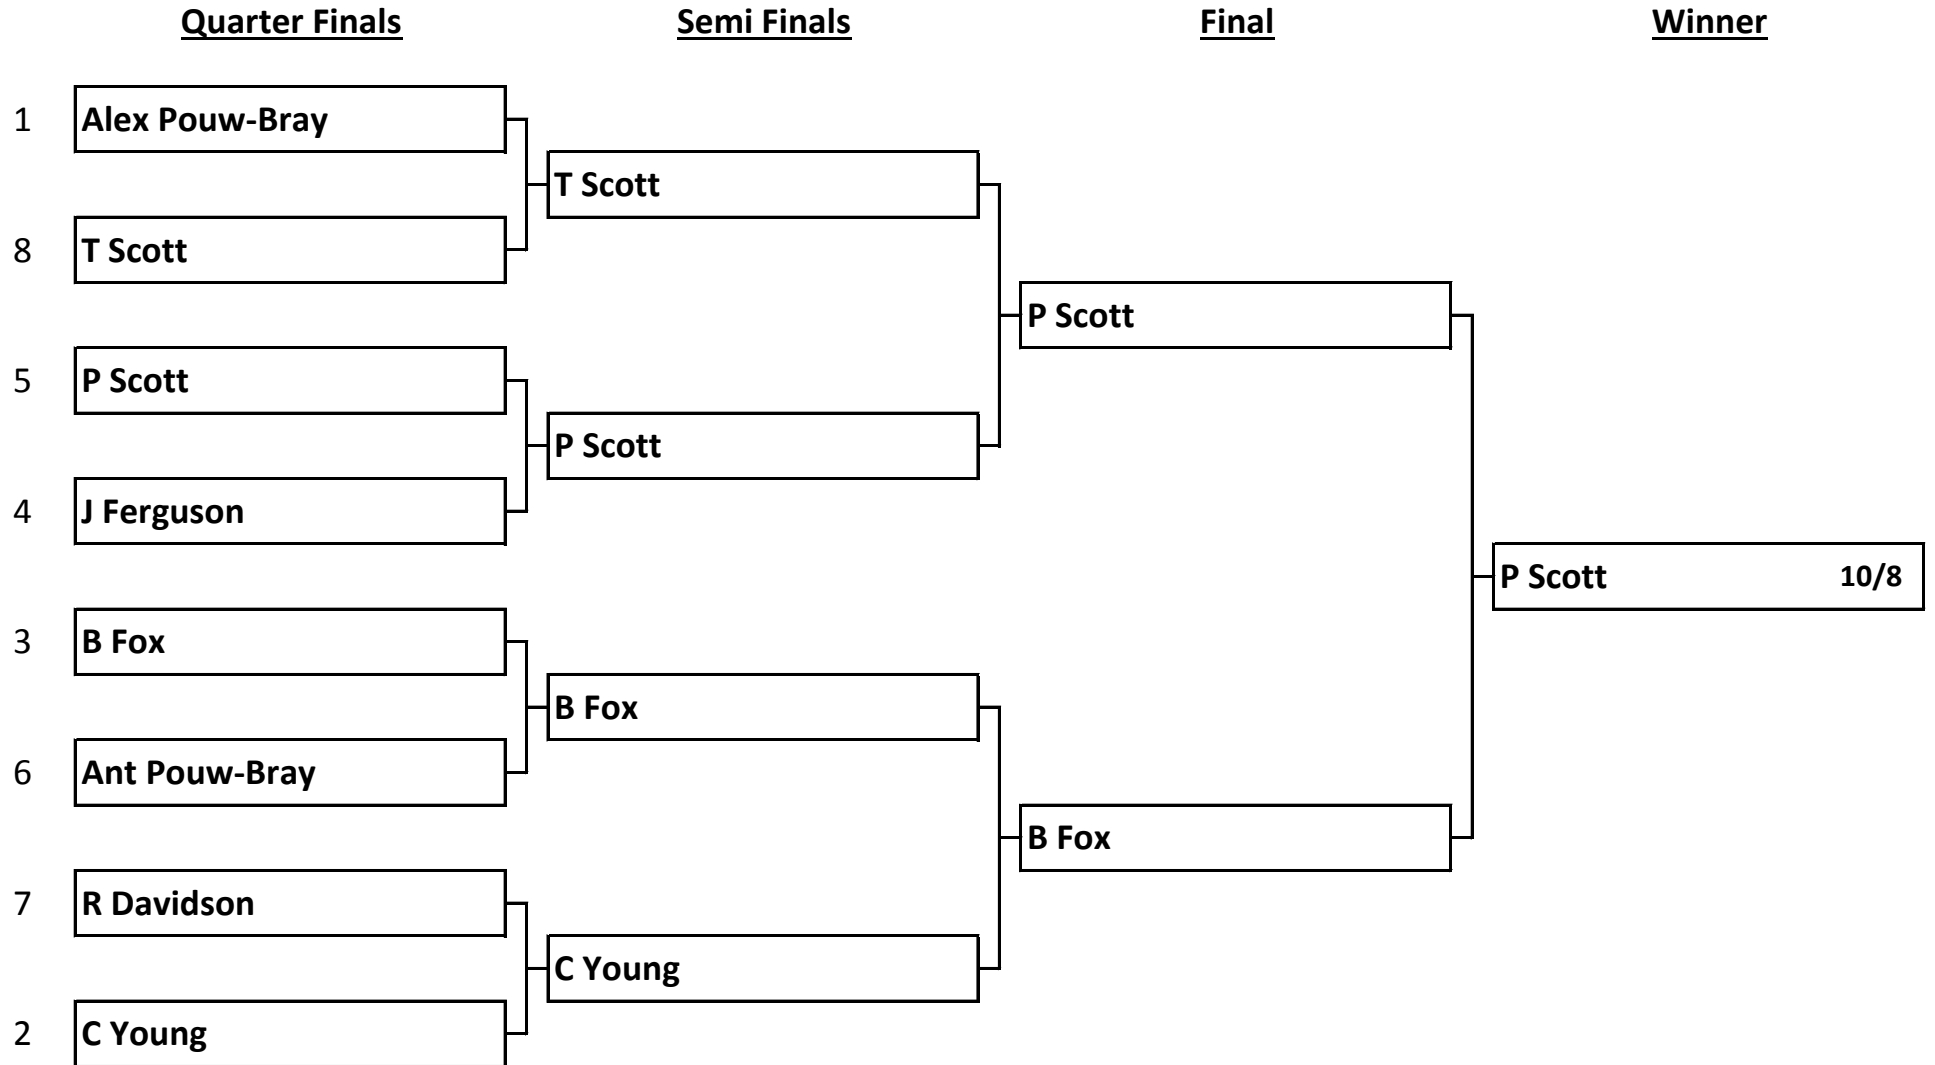 Quarter Finals
Semi Finals
Final
Winner
1 Alex Pouw-Bray
T Scott
8 T Scott
P Scott
5 P Scott
P Scott
4 J Ferguson
P Scott 10/8
3 B Fox
B Fox
6 Ant Pouw-Bray
B Fox
7 R Davidson
C Young
2 C Young